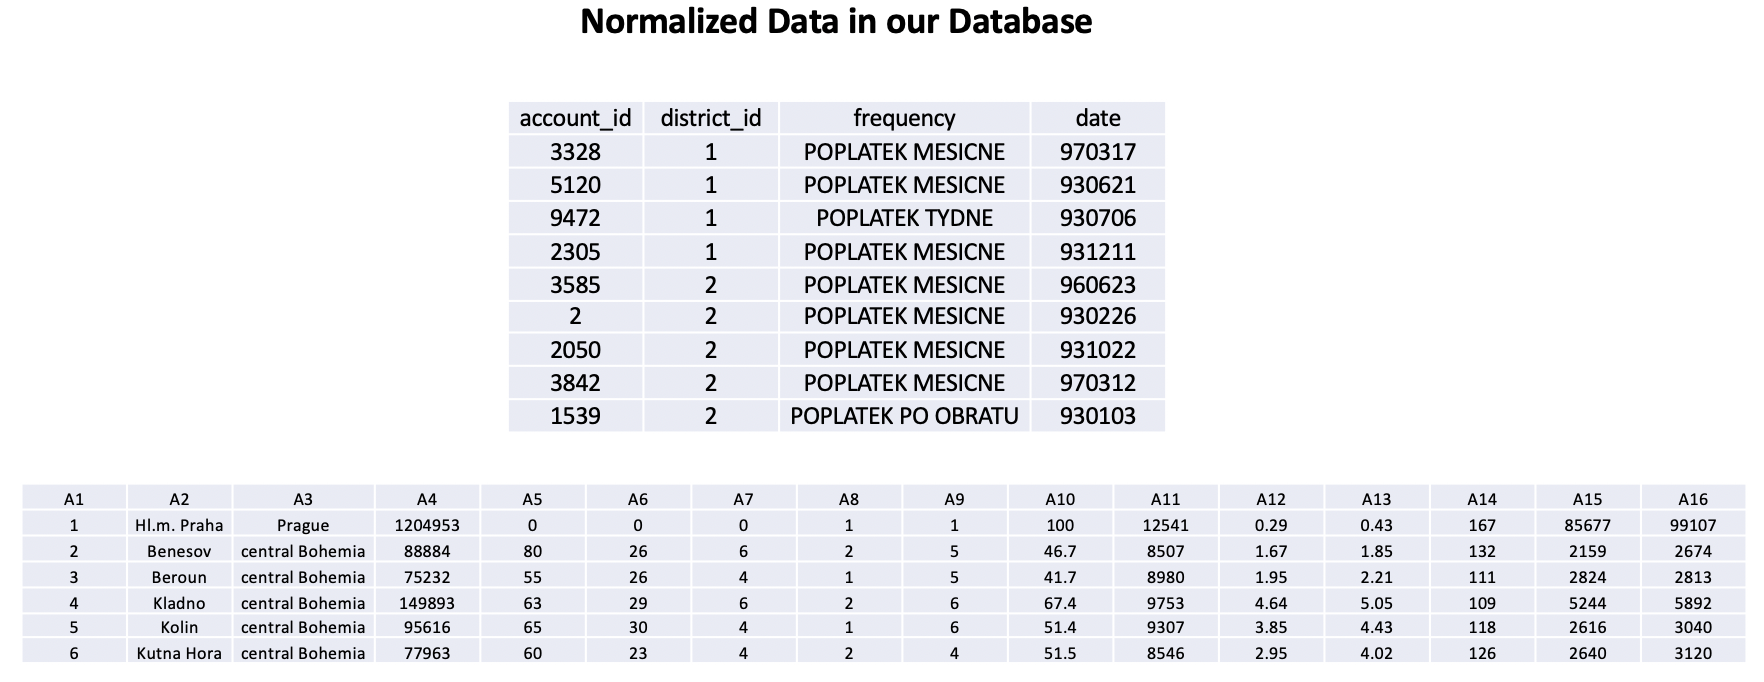 Normalized Data in our Database
account_id district_id frequency date
3328 1 POPLATEK MESICNE 970317
5120 1 POPLATEK MESICNE 930621
9472 1 POPLATEK TYDNE 930706
2305 1 POPLATEK MESICNE 931211
3585 2 POPLATEK MESICNE 960623
2 2 POPLATEK MESICNE 930226
2050 2 POPLATEK MESICNE 931022
3842 2 POPLATEK MESICNE 970312
1539 2 POPLATEK PO OBRATU 930103
A1 A2 A3 A4 A5 A6 A7 A8 A9 A10 A11 A12 A13 A14 A15 A16
1 Hl.m. Praha Prague 1204953 0 0 0 1 1 100 12541 0.29 0.43 167 85677 99107
2 Benesov central Bohemia 88884 80 26 6 2 5 46.7 8507 1.67 1.85 132 2159 2674
3 Beroun central Bohemia 75232 55 26 4 1 5 41.7 8980 1.95 2.21 111 2824 2813
4 Kladno central Bohemia 149893 63 29 6 2 6 67.4 9753 4.64 5.05 109 5244 5892
5 Kolin central Bohemia 95616 65 30 4 1 6 51.4 9307 3.85 4.43 118 2616 3040
6 Kutna Hora central Bohemia 77963 60 23 4 2 4 51.5 8546 2.95 4.02 126 2640 3120